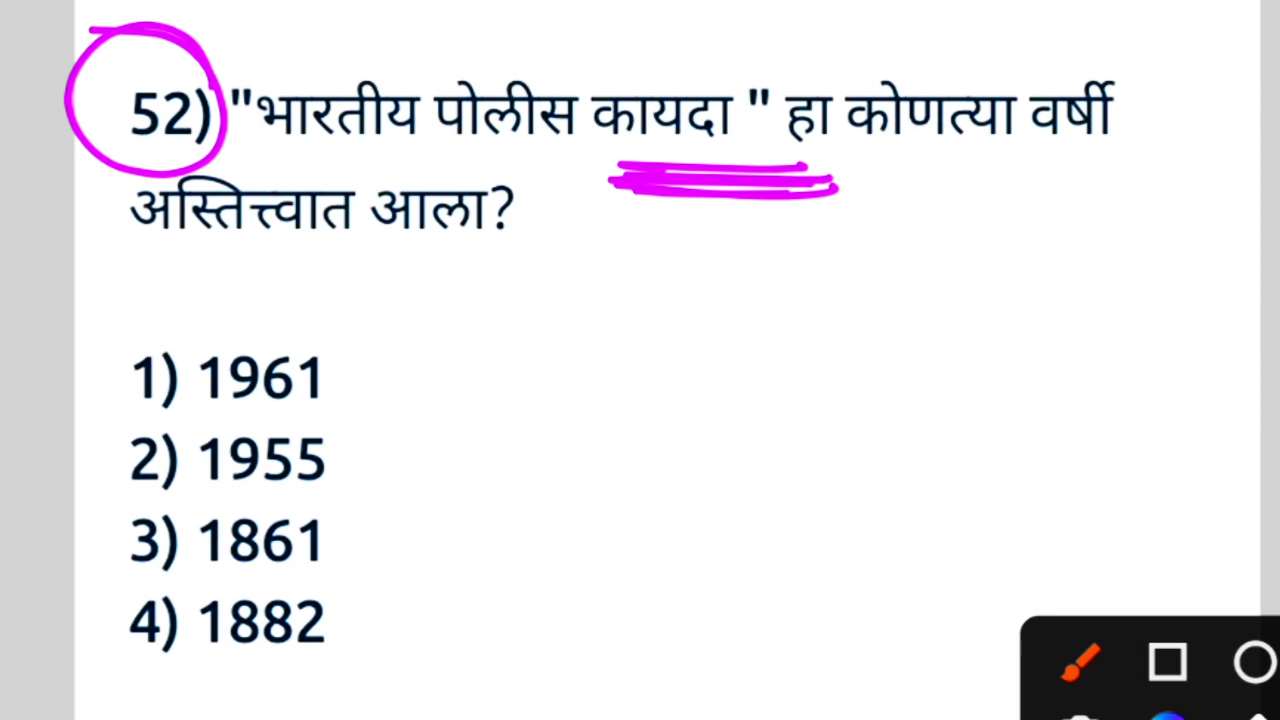 52) "भारतीय पोलीस कायदा " हा कोणत्या वर्षी
अस्तित्त्वात आला?
1) 1961
2) 1955
3) 1861
4) 1882